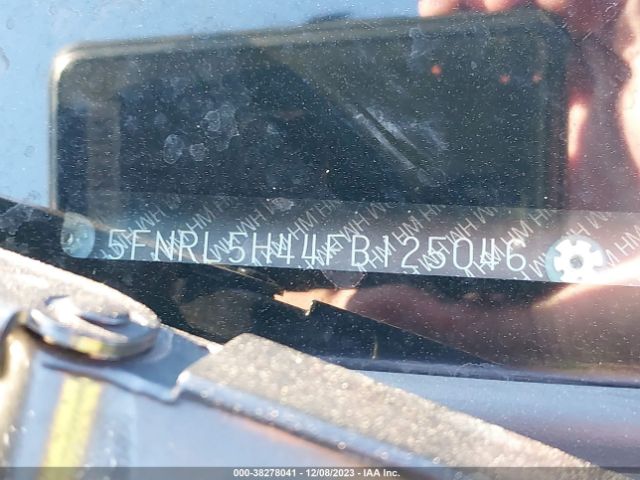 5FNRL5H44FB125046
000-38278041 | 12/08/2023 - IAA Inc.